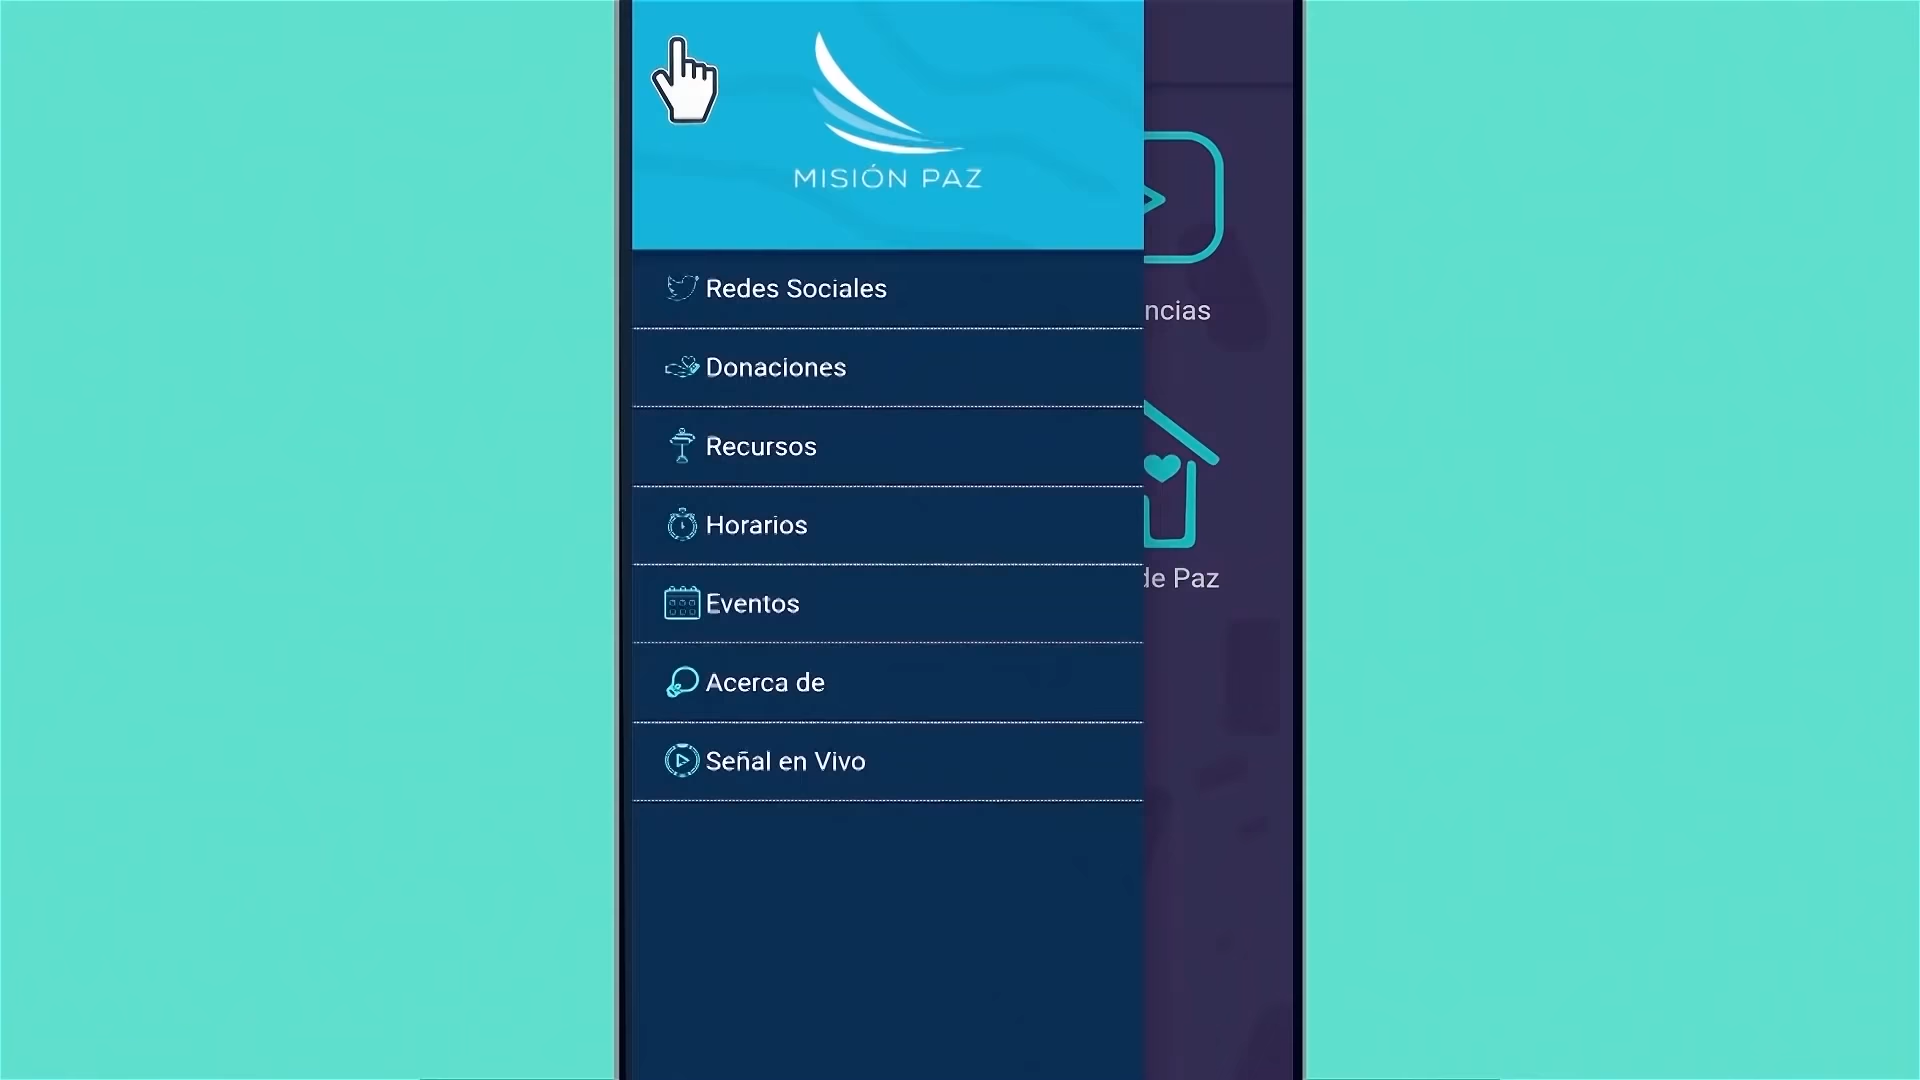 MISIÓN PAZ
Redes Sociales
ncias
Donaciones
Recursos
Horarios
de Paz
Eventos
Acerca de
Señal en Vivo